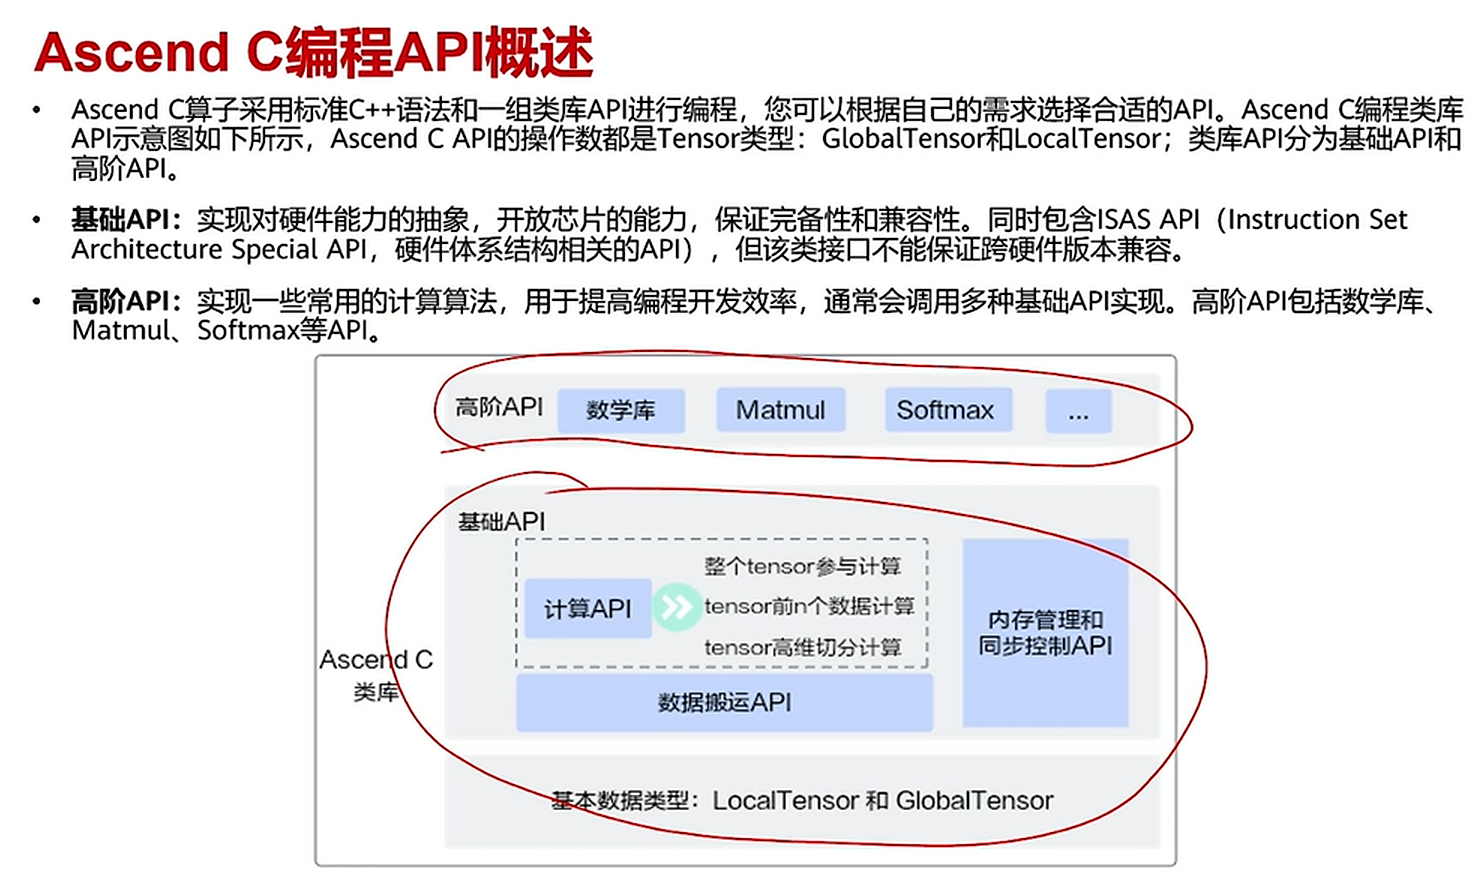 Ascend C编程API概述
• Ascend C算子采用标准C++语法和一组类库API进行编程，您可以根据自己的需求选择合适的API。Ascend C编程类库
API示意图如下所示，Ascend C API的操作数都是Tensor类型：GlobalTensor和LocalTensor；类库API分为基础API和
高阶API。
• 基础API：实现对硬件能力的抽象，开放芯片的能力，保证完备性和兼容性。同时包含ISAS API（Instruction Set
Architecture Special API，硬件体系结构相关的API），但该类接口不能保证跨硬件版本兼容。
• 高阶API：实现一些常用的计算算法，用于提高编程开发效率，通常会调用多种基础API实现。高阶API包括数学库、
Matmul、Softmax等API。
高阶API 数学库 Matmul Softmax ...
基础API
整个tensor参与计算
计算API tensor前n个数据计算
tensor高维切分计算
内存管理和
同步控制API
Ascend C
类库
数据搬运API
基本数据类型：LocalTensor 和 GlobalTensor